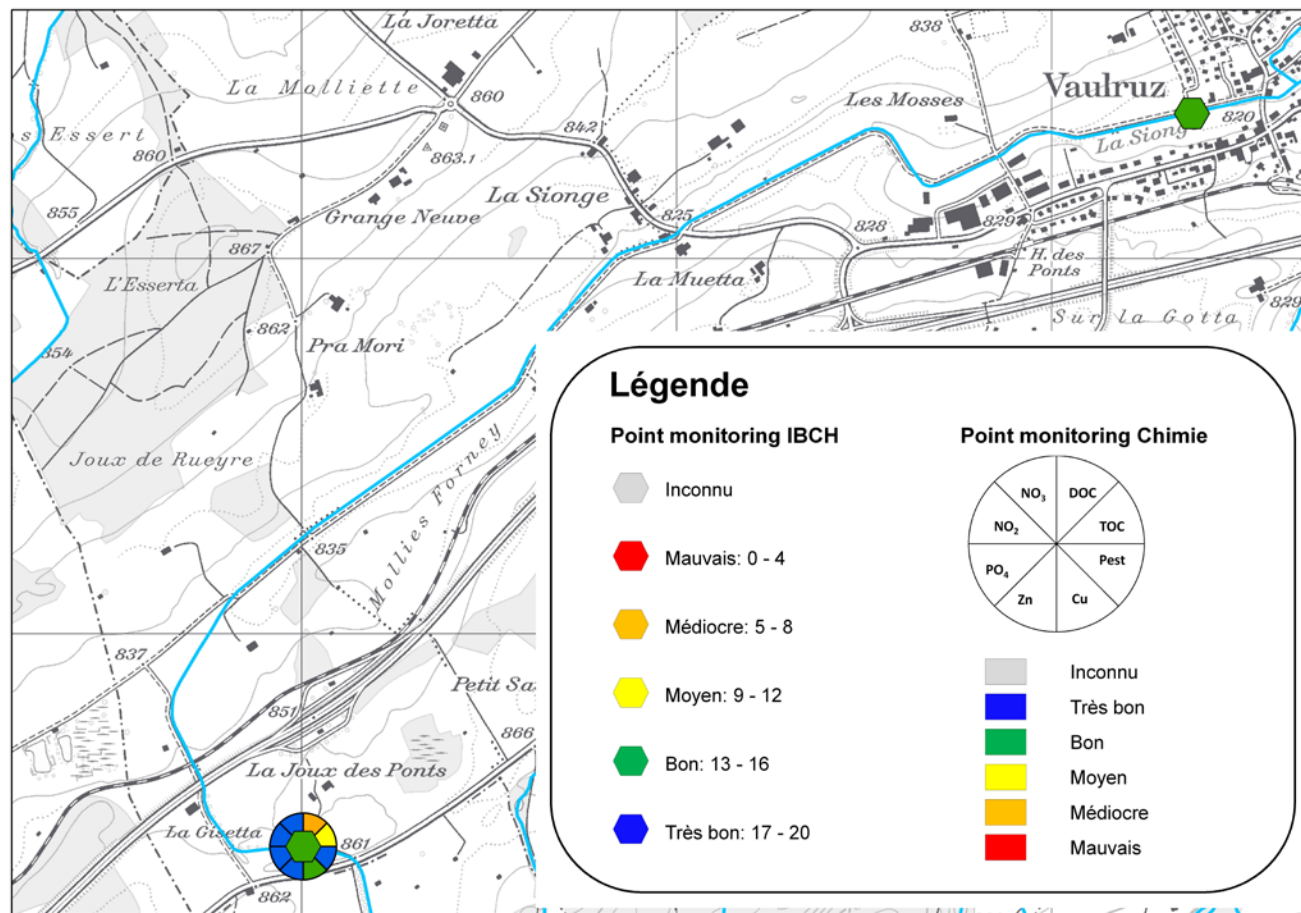 La Joretta
838
La Molliette
860
Vaulruz
Les Mosses
842
820
s Essert
860
863.1
La Sionge
La Sionge
855
Grange Neuve
825
828
829
867
H. des Ponts
L'Esserta
La Muetta
829
862
Sur la Gotta
354
Pra Mori
Joux de Rueyre
Mollies Forney
835
837
Petit Sa
851
866
La Joux des Ponts
La Gisetta
861
862
Légende
Point monitoring IBCH
Inconnu
Mauvais: 0 - 4
Médiocre: 5 - 8
Moyen: 9 - 12
Bon: 13 - 16
Très bon: 17 - 20
Point monitoring Chimie
NO3
DOC
NO2
TOC
PO4
Pest
Zn
Cu
Inconnu
Très bon
Bon
Moyen
Médiocre
Mauvais